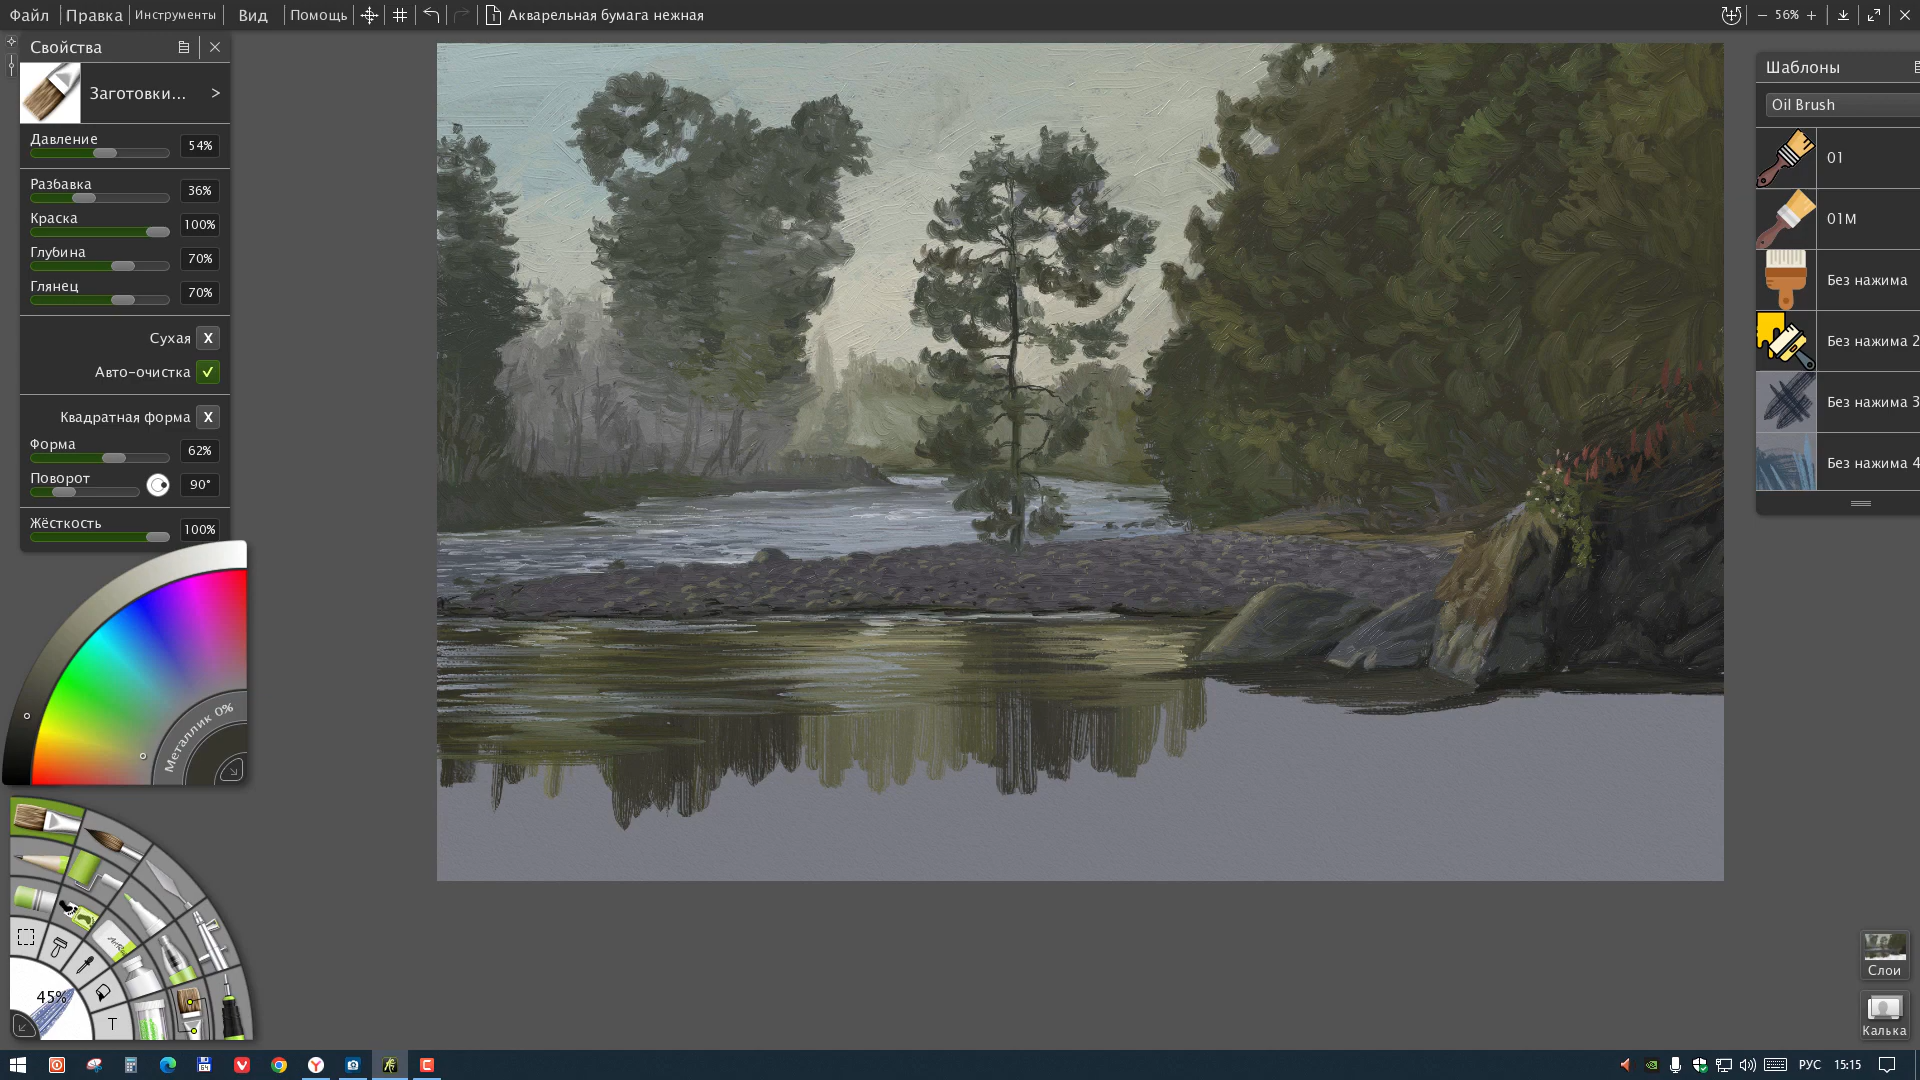 Файл Правка Инструменты Вид Помощь 1 Акварельная бумага нежная 56%
Свойства
Заготовки... >
Давление 54%
Разбавка 36%
Краска 100%
Глубина 70%
Глянец 70%
Сухая X
Авто-очистка
Квадратная форма X
Форма 62%
Поворот 90°
Жёсткость 100%
Металлик 0%
45%
T
Шаблоны
Oil Brush
01
01M
Без нажима
Без нажима 2
Без нажима 3
Без нажима 4
Слои
Калька
РУС 15:15